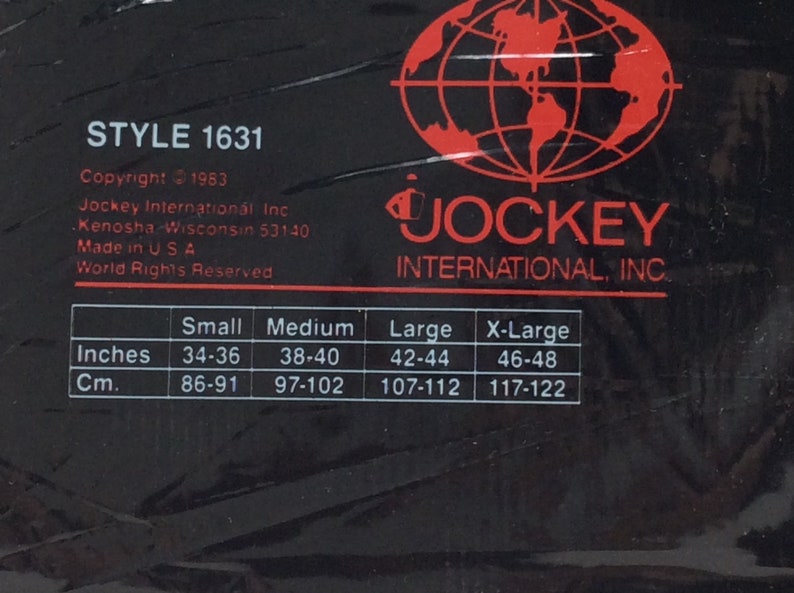 STYLE 1631
Copyright © 1983
Jockey International Inc
Kenosha, Wisconsin 53140
Made in U S A
World Rights Reserved
JOCKEY
INTERNATIONAL, INC.
Small Medium Large X-Large
Inches 34-36 38-40 42-44 46-48
Cm. 86-91 97-102 107-112 117-122